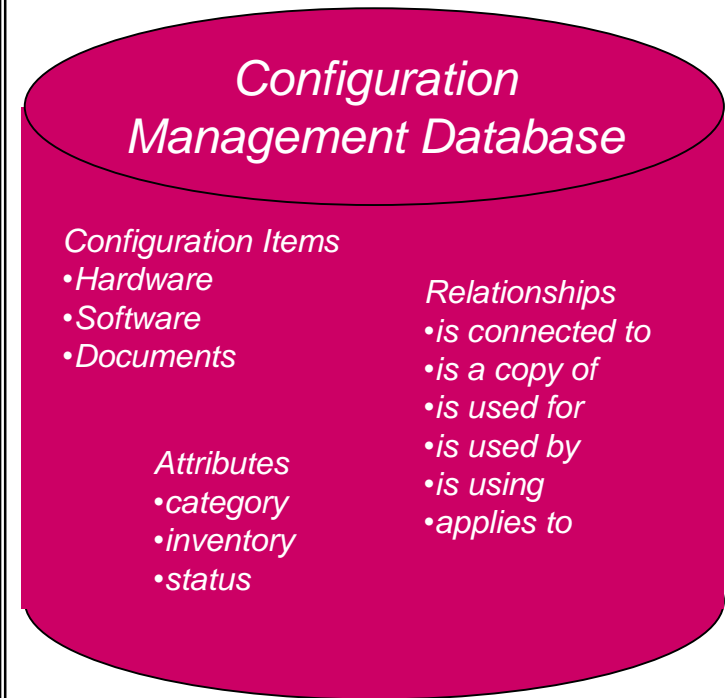 Configuration
Management Database
Configuration Items
•Hardware
•Software
•Documents
Relationships
•is connected to
•is a copy of
•is used for
•is used by
•is using
•applies to
Attributes
•category
•inventory
•status